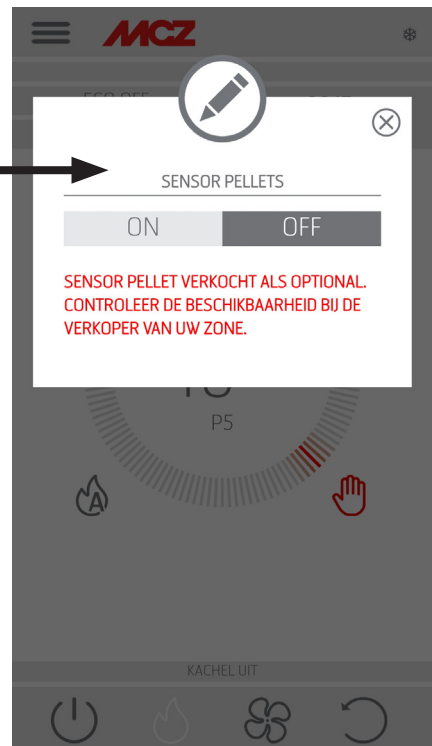 MCZ
SENSOR PELLETS
ON OFF
SENSOR PELLET VERKOCHT ALS OPTIONAL.
CONTROLEER DE BESCHIKBAARHEID BIJ DE
VERKOPER VAN UW ZONE.
P5
A
KACHEL UIT